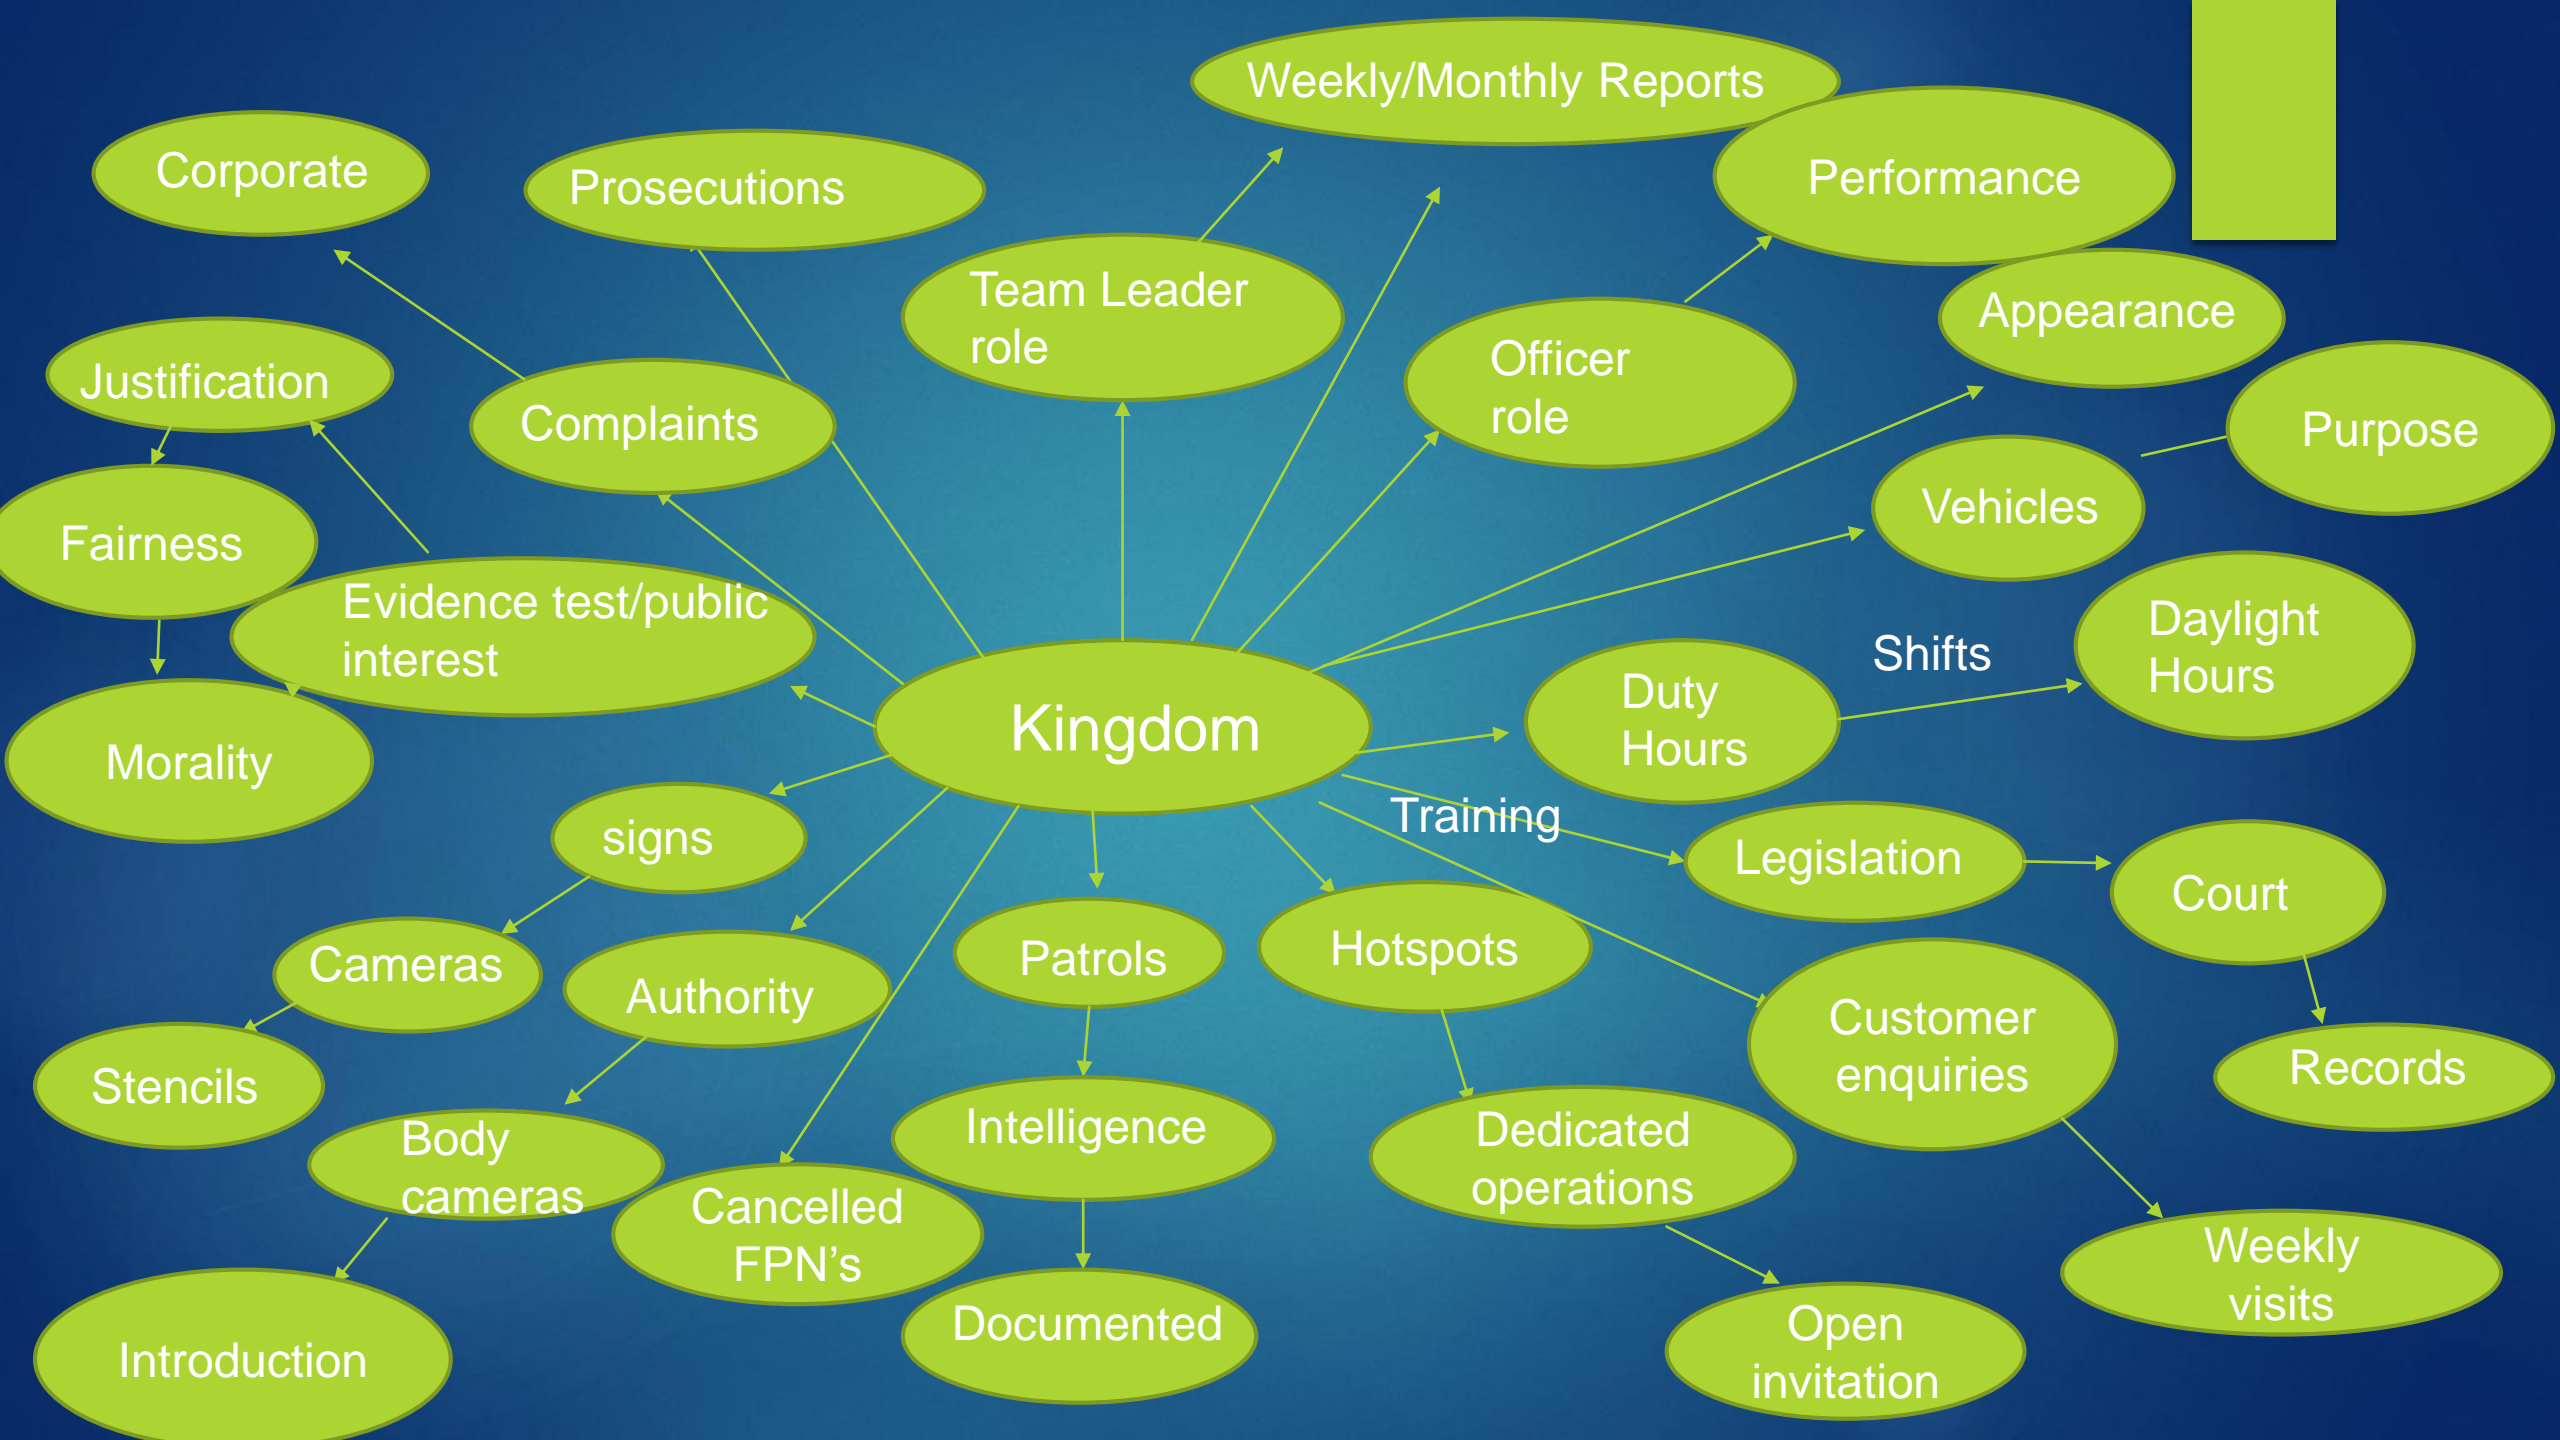 Weekly/Monthly Reports
Corporate
Prosecutions
Performance
Team Leader
role
Appearance
Justification
Complaints
Officer
role
Purpose
Vehicles
Fairness
Evidence test/public
interest
Daylight
Hours
Shifts
Duty
Hours
Kingdom
Morality
Training
signs
Legislation
Court
Cameras
Authority
Patrols
Hotspots
Customer
enquiries
Records
Stencils
Body
cameras
Intelligence
Dedicated
operations
Cancelled
FPN’s
Weekly
visits
Introduction
Documented
Open
invitation